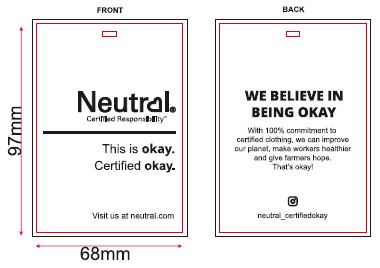 FRONT
BACK
97mm
Neutral®
Certified Responsibility™
This is okay.
Certified okay.
Visit us at neutral.com
68mm
WE BELIEVE IN
BEING OKAY
With 100% commitment to
certified clothing, we can improve
our planet, make workers healthier
and give farmers hope.
That's okay!
neutral_certifiedokay